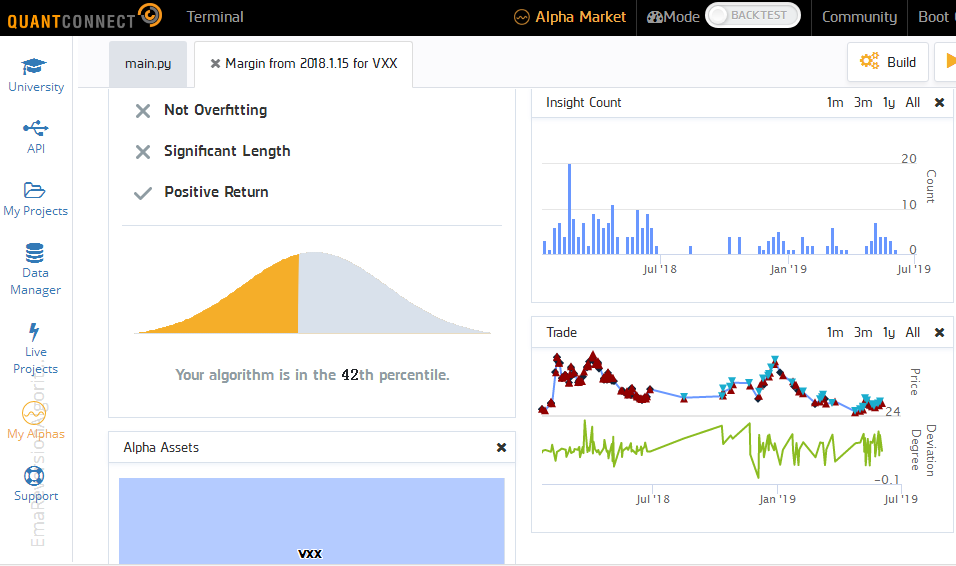 QUANTCONNECT
Terminal
Alpha Market
Mode
BACKTEST
Community
Boot
University
API
My Projects
Data
Manager
Live
Projects
My Alphas
Support
main.py
Margin from 2018.1.15 for VXX
Build
Not Overfitting
Significant Length
Positive Return
Your algorithm is in the 42th percentile.
Alpha Assets
VXX
Insight Count
1m 3m 1y All
20
10
0
Count
Jul '18 Jan '19 Jul '19
Trade
1m 3m 1y All
Price
24
Deviation
Degree
-0.1
Jul '18 Jan '19 Jul '19